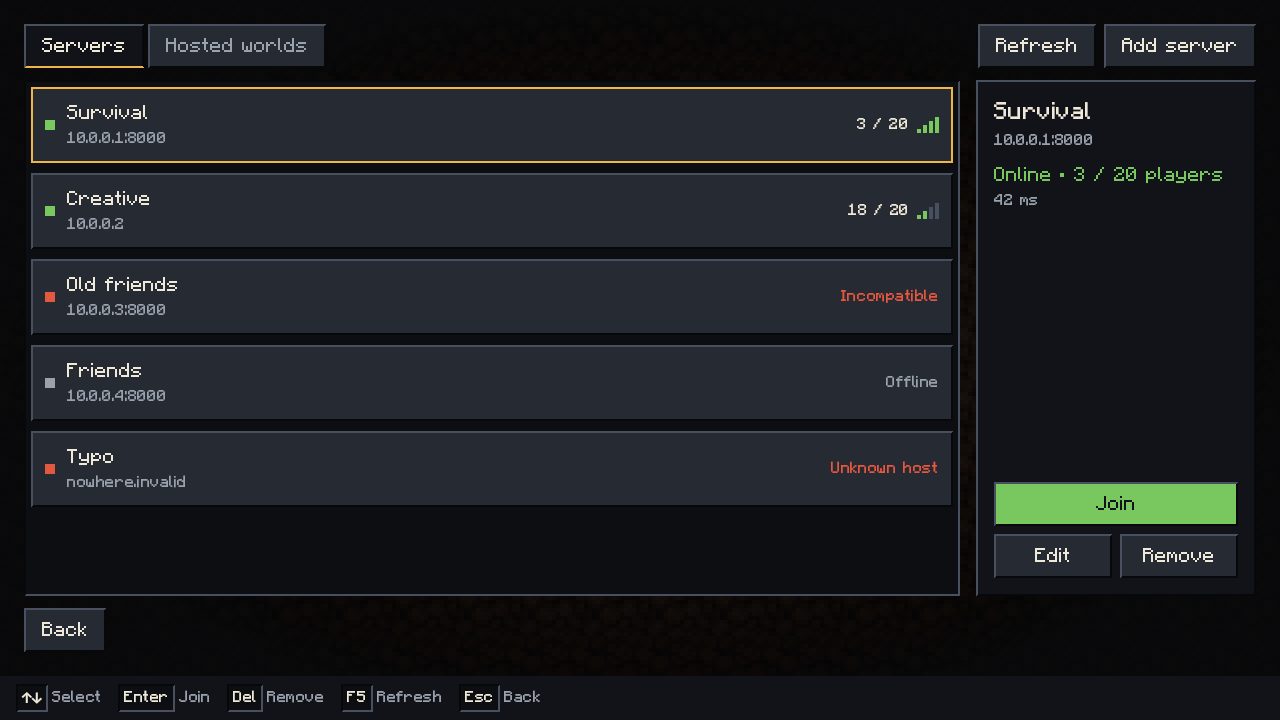 Servers
Hosted worlds
Refresh
Add server
Survival
10.0.0.1:8000
3 / 20
Creative
10.0.0.2
18 / 20
Old friends
10.0.0.3:8000
Incompatible
Friends
10.0.0.4:8000
Offline
Typo
nowhere.invalid
Unknown host
Survival
10.0.0.1:8000
Online • 3 / 20 players
42 ms
Join
Edit
Remove
Back
↑↓ Select Enter Join Del Remove F5 Refresh Esc Back